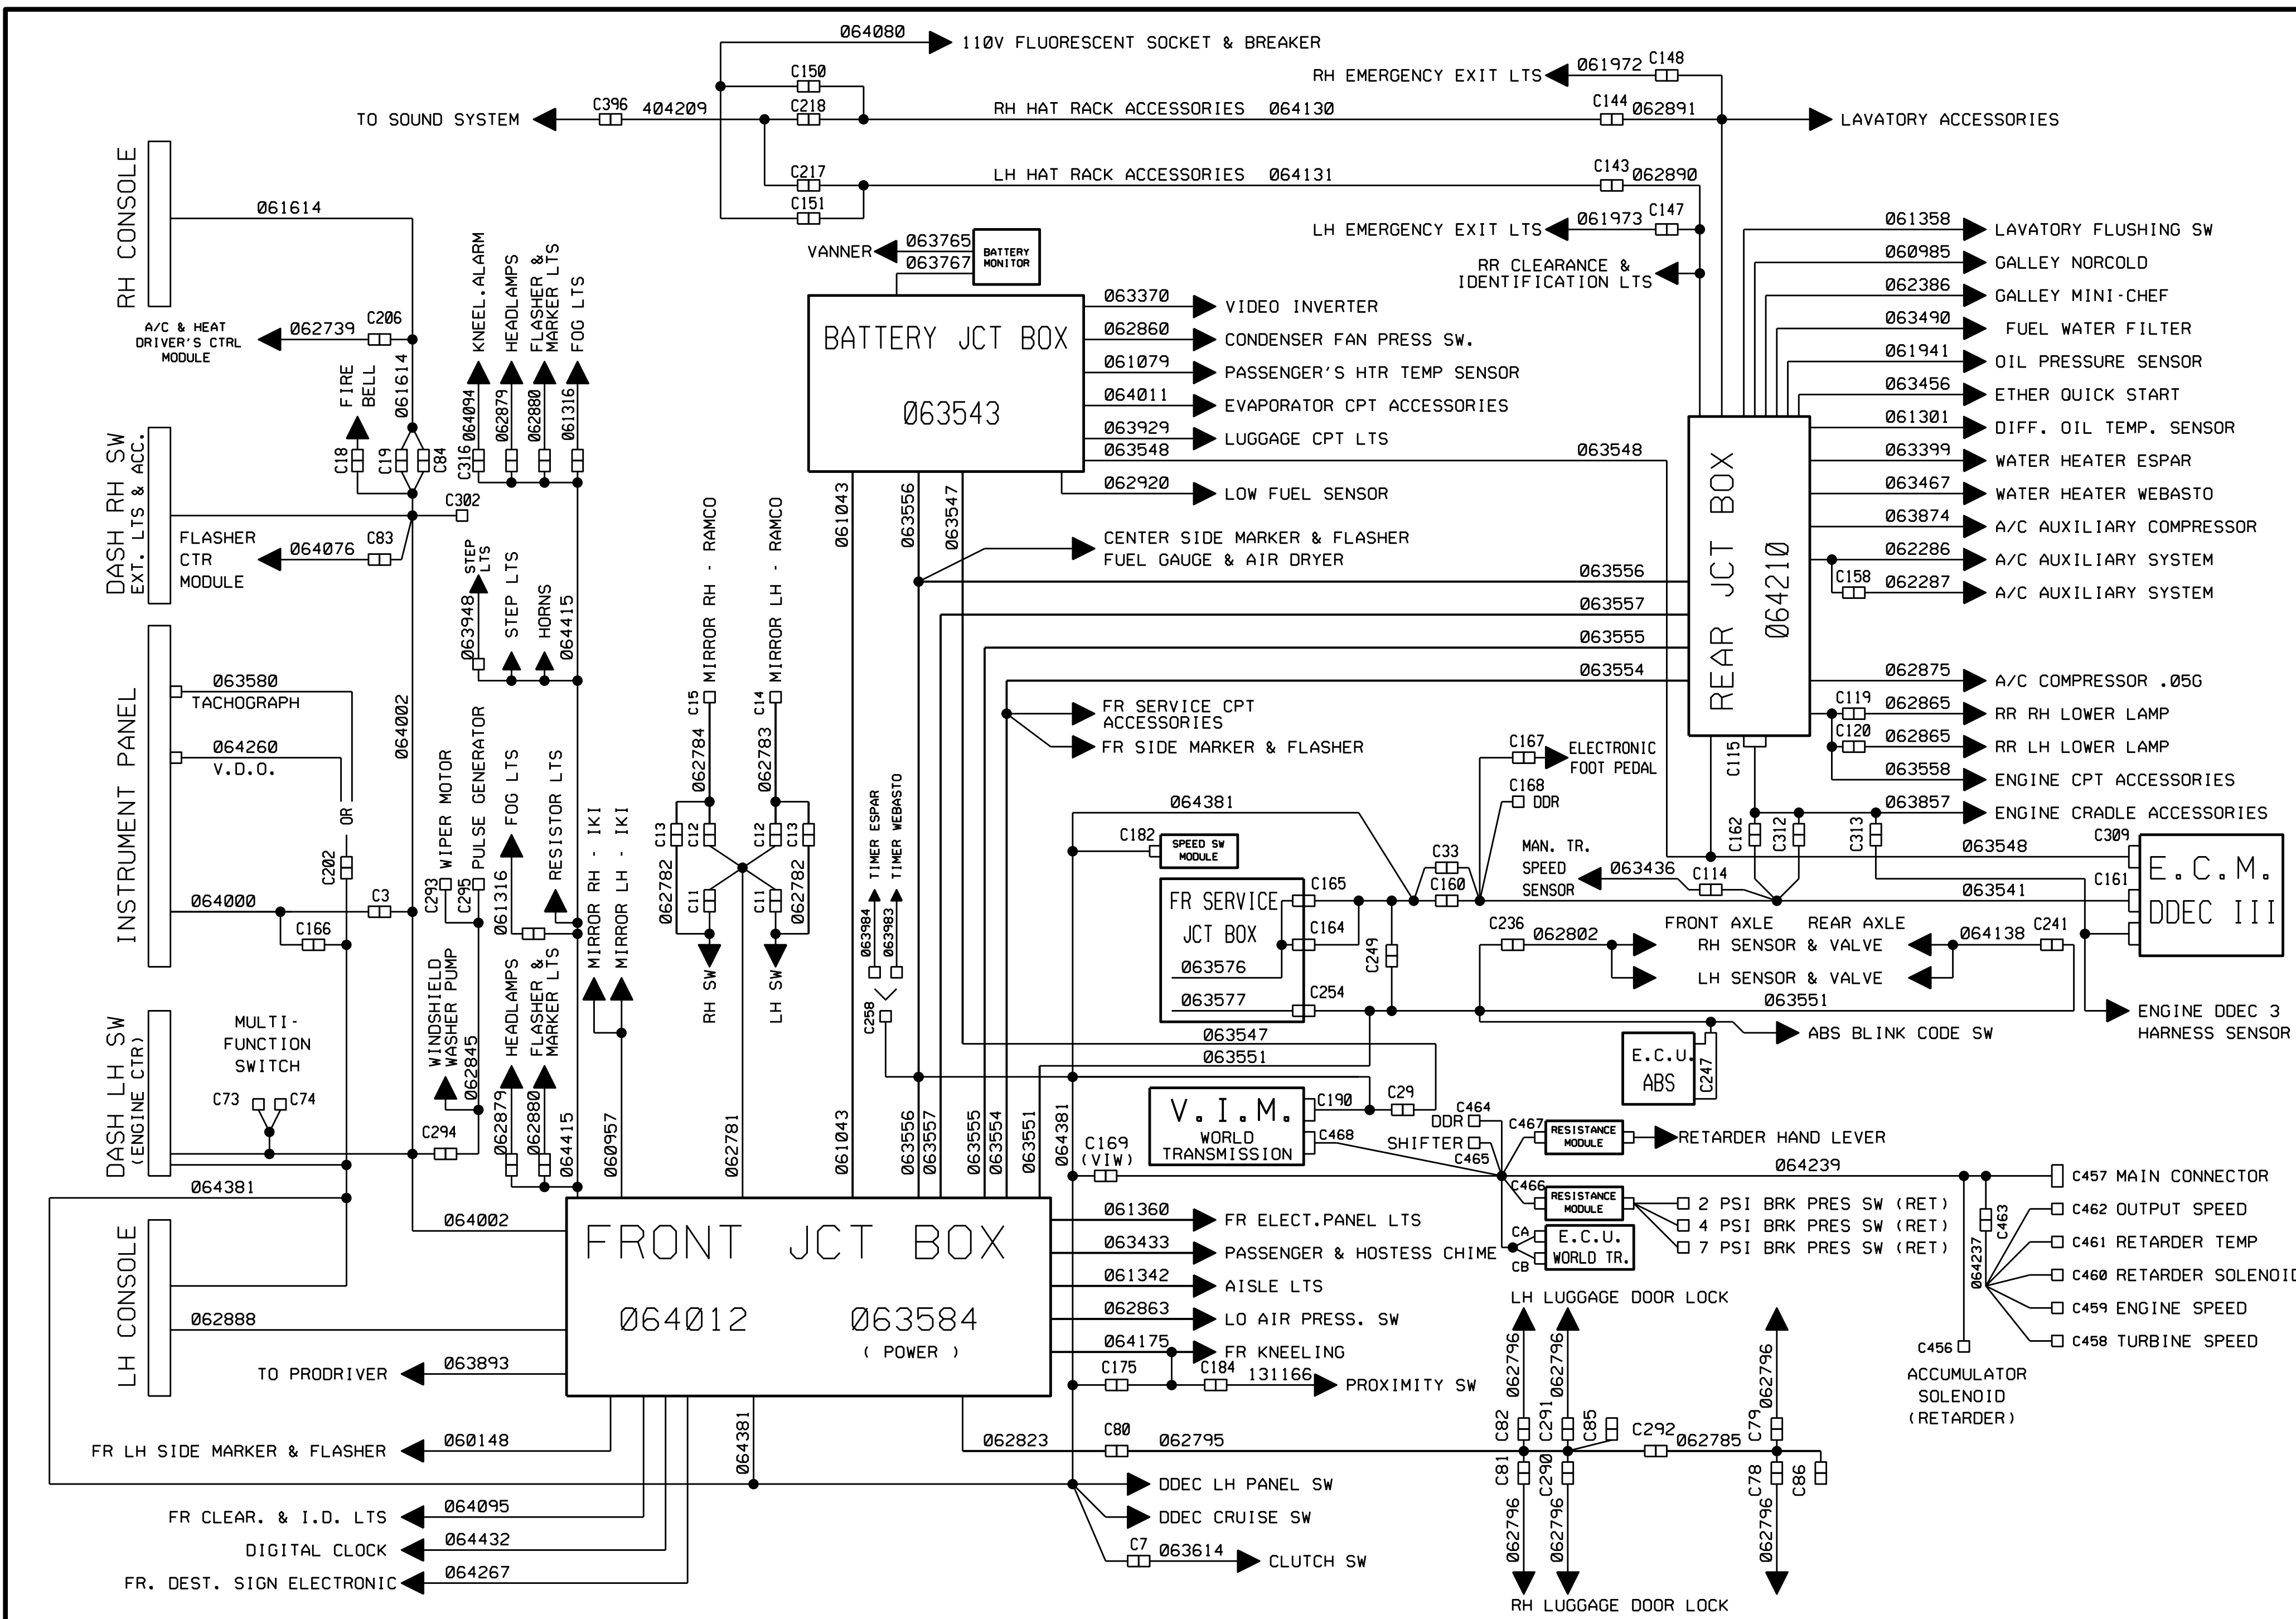 064080
110V FLUORESCENT SOCKET & BREAKER
C150
RH EMERGENCY EXIT LTS
061972
C148
TO SOUND SYSTEM
C396
404209
C218
RH HAT RACK ACCESSORIES 064130
C144
062891
LAVATORY ACCESSORIES
C217
LH HAT RACK ACCESSORIES 064131
C143
062890
C151
LH EMERGENCY EXIT LTS
061973
C147
RR CLEARANCE &
IDENTIFICATION LTS
RH CONSOLE
061614
A/C & HEAT
DRIVER'S CTRL
MODULE
062739
C206
061614
FIRE
BELL
C18
C19
C84
KNEEL.ALARM
HEADLAMPS
FLASHER &
MARKER LTS
FOG LTS
C316
064094
062879
062880
061316
VANNER
063765
063767
BATTERY
MONITOR
BATTERY JCT BOX
063543
063370
VIDEO INVERTER
062860
CONDENSER FAN PRESS SW.
061079
PASSENGER'S HTR TEMP SENSOR
064011
EVAPORATOR CPT ACCESSORIES
063929
LUGGAGE CPT LTS
063548
063548
062920
LOW FUEL SENSOR
061358
LAVATORY FLUSHING SW
060985
GALLEY NORCOLD
062386
GALLEY MINI-CHEF
063490
FUEL WATER FILTER
061941
OIL PRESSURE SENSOR
063456
ETHER QUICK START
061301
DIFF. OIL TEMP. SENSOR
063399
WATER HEATER ESPAR
063467
WATER HEATER WEBASTO
063874
A/C AUXILIARY COMPRESSOR
062286
A/C AUXILIARY SYSTEM
C158
062287
A/C AUXILIARY SYSTEM
REAR JCT BOX
064210
062875
A/C COMPRESSOR .05G
C119
062865
RR RH LOWER LAMP
C120
062865
RR LH LOWER LAMP
063558
ENGINE CPT ACCESSORIES
063857
ENGINE CRADLE ACCESSORIES
C115
C162
C312
C313
DASH RH SW
EXT. LTS & ACC.
C302
FLASHER
CTR
MODULE
064076
C83
061043
063556
063547
CENTER SIDE MARKER & FLASHER
FUEL GAUGE & AIR DRYER
063556
063557
063555
063554
FR SERVICE CPT
ACCESSORIES
FR SIDE MARKER & FLASHER
STEP
LTS
063948
STEP LTS
HORNS
064415
MIRROR RH - RAMCO
MIRROR LH - RAMCO
C15
C14
062784
062783
C13
C12
C12
C13
062782
C11
C11
062782
RH SW
LH SW
INSTRUMENT PANEL
063580
TACHOGRAPH
064260
V.D.O.
OR
C202
064002
064000
C3
C166
WIPER MOTOR
PULSE GENERATOR
C293
C295
FOG LTS
061316
RESISTOR LTS
MIRROR RH - IKI
MIRROR LH - IKI
TIMER ESPAR
TIMER WEBASTO
063984
063983
C258
064381
C182
SPEED SW
MODULE
C167
ELECTRONIC
FOOT PEDAL
C168
DDR
C33
C160
MAN. TR.
SPEED
SENSOR
063436
C114
063548
C309
063541
C161
E.C.M.
DDEC III
FR SERVICE
JCT BOX
C165
C164
063576
063577
C254
C249
C236
062802
FRONT AXLE
REAR AXLE
RH SENSOR & VALVE
LH SENSOR & VALVE
064138
C241
063551
ENGINE DDEC 3
HARNESS SENSOR
ABS BLINK CODE SW
E.C.U.
ABS
C247
063547
063551
DASH LH SW
(ENGINE CTR)
MULTI-
FUNCTION
SWITCH
C73
C74
C294
WINDSHIELD
WASHER PUMP
062845
HEADLAMPS
FLASHER &
MARKER LTS
062879
062880
064415
060957
062781
061043
063556
063557
063555
063554
063551
064381
V.I.M.
WORLD
TRANSMISSION
C190
C29
C468
C169
(VIW)
C464
DDR
SHIFTER
C465
C467
RESISTANCE
MODULE
RETARDER HAND LEVER
064239
C466
RESISTANCE
MODULE
2 PSI BRK PRES SW (RET)
4 PSI BRK PRES SW (RET)
7 PSI BRK PRES SW (RET)
CA
CB
E.C.U.
WORLD TR.
C457 MAIN CONNECTOR
C463
C462 OUTPUT SPEED
C461 RETARDER TEMP
064237
C460 RETARDER SOLENOID
C459 ENGINE SPEED
C458 TURBINE SPEED
C456
ACCUMULATOR
SOLENOID
(RETARDER)
064381
LH CONSOLE
064002
062888
TO PRODRIVER
063893
FRONT JCT BOX
064012
063584
( POWER )
061360
FR ELECT.PANEL LTS
063433
PASSENGER & HOSTESS CHIME
061342
AISLE LTS
062863
LO AIR PRESS. SW
064175
FR KNEELING
C175
C184
131166
PROXIMITY SW
LH LUGGAGE DOOR LOCK
062796
062796
062796
C82
C291
C85
C292
062785
C79
062823
C80
062795
C81
C290
C78
C86
062796
062796
062796
RH LUGGAGE DOOR LOCK
FR LH SIDE MARKER & FLASHER
060148
064381
DDEC LH PANEL SW
DDEC CRUISE SW
C7
063614
CLUTCH SW
FR CLEAR. & I.D. LTS
064095
DIGITAL CLOCK
064432
FR. DEST. SIGN ELECTRONIC
064267